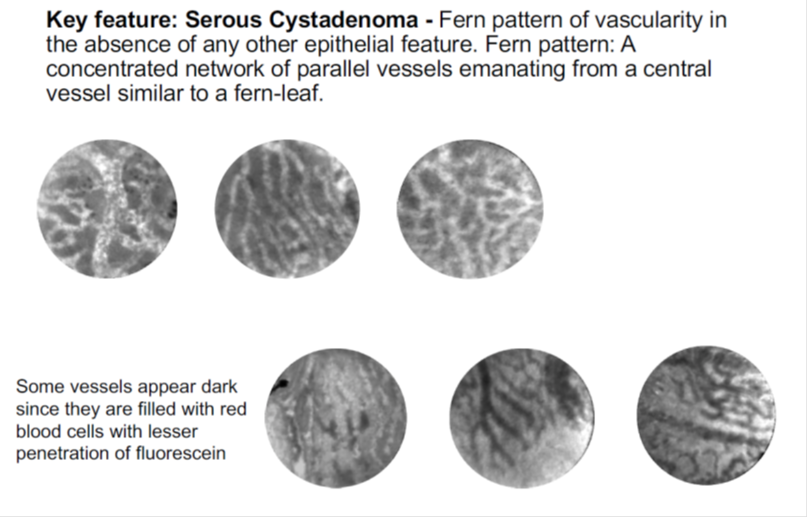 Key feature: Serous Cystadenoma - Fern pattern of vascularity in
the absence of any other epithelial feature. Fern pattern: A
concentrated network of parallel vessels emanating from a central
vessel similar to a fern-leaf.
Some vessels appear dark
since they are filled with red
blood cells with lesser
penetration of fluorescein